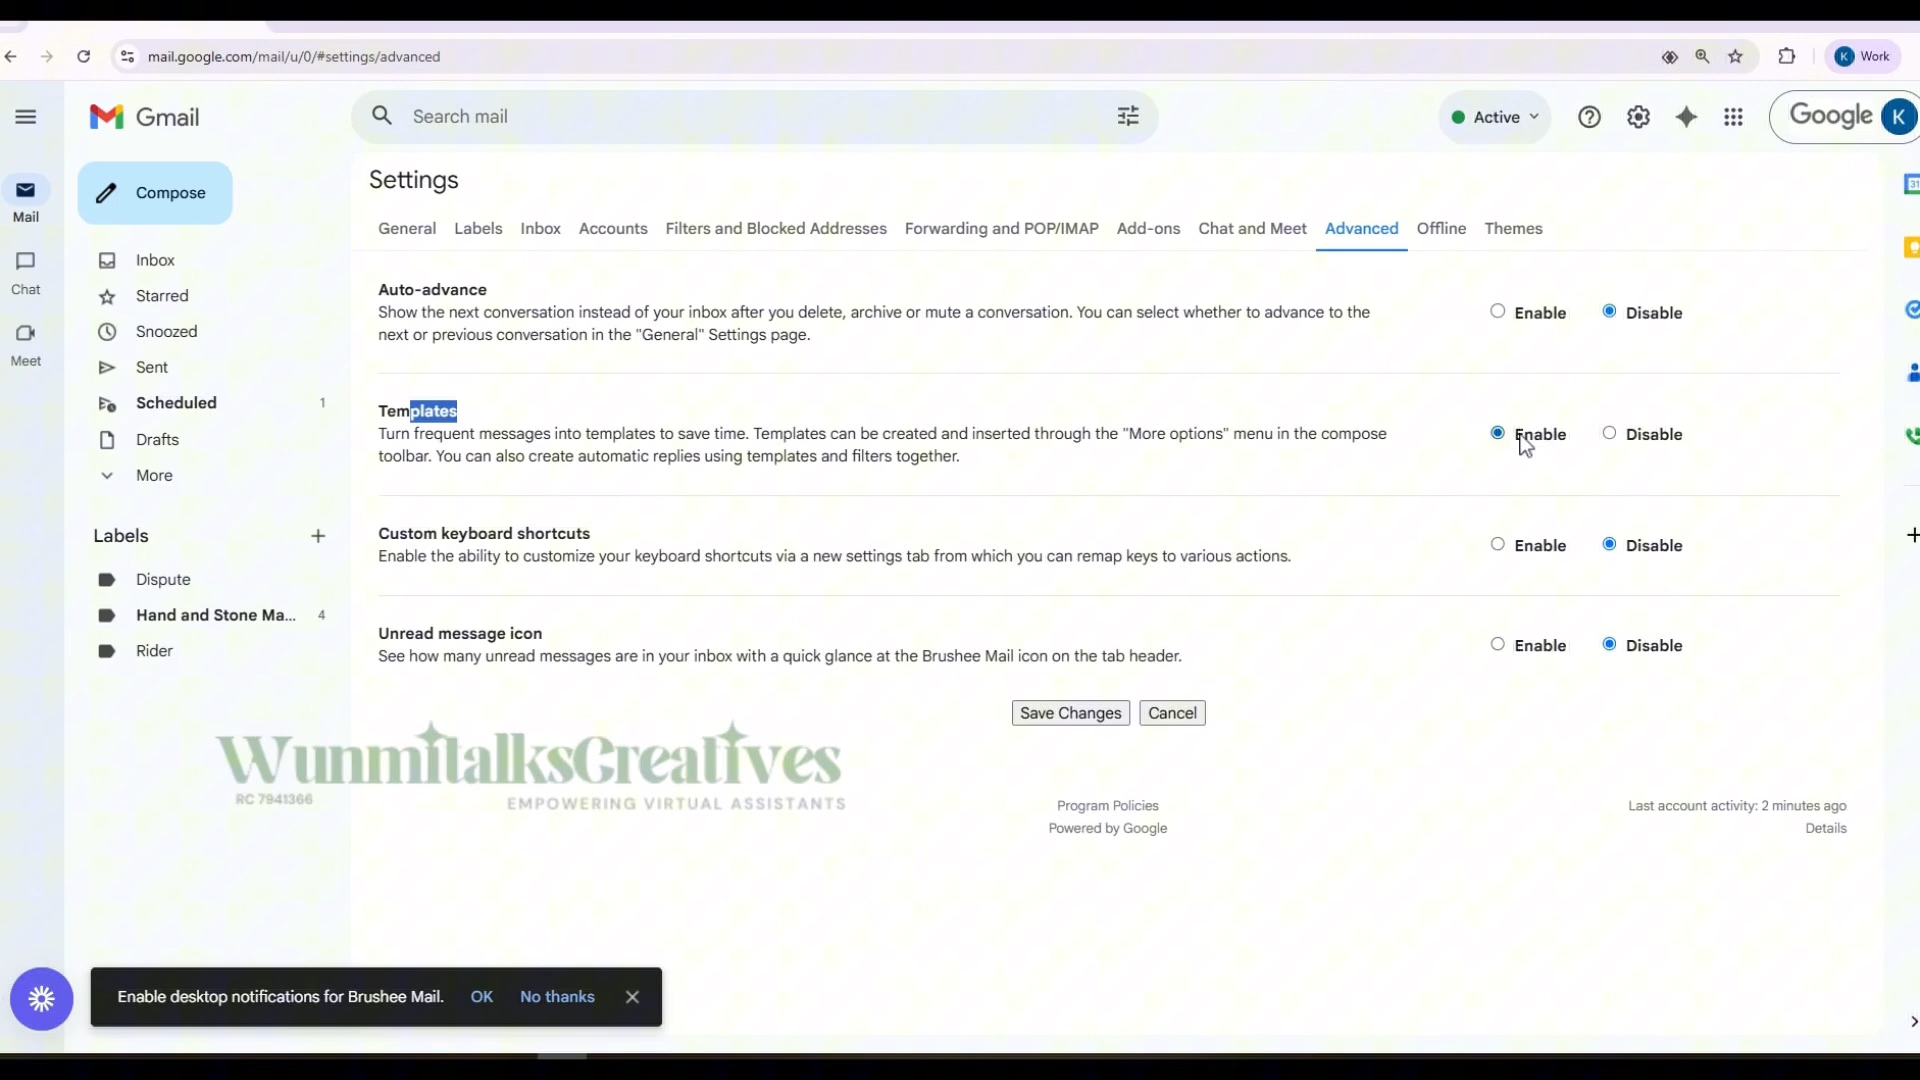 mail.google.com/mail/u/0/#settings/advanced
K Work
Gmail
Search mail
Active
Google K
Compose
Mail
Chat
Meet
Inbox
Starred
Snoozed
Sent
Scheduled 1
Drafts
More
Labels
Dispute
Hand and Stone Ma... 4
Rider
Settings
General Labels Inbox Accounts Filters and Blocked Addresses Forwarding and POP/IMAP Add-ons Chat and Meet Advanced Offline Themes
Auto-advance
Show the next conversation instead of your inbox after you delete, archive or mute a conversation. You can select whether to advance to the
next or previous conversation in the "General" Settings page.
Enable Disable
Templates
Turn frequent messages into templates to save time. Templates can be created and inserted through the "More options" menu in the compose
toolbar. You can also create automatic replies using templates and filters together.
Enable Disable
Custom keyboard shortcuts
Enable the ability to customize your keyboard shortcuts via a new settings tab from which you can remap keys to various actions.
Enable Disable
Unread message icon
See how many unread messages are in your inbox with a quick glance at the Brushee Mail icon on the tab header.
Enable Disable
Save Changes Cancel
WunmitalksCreatives
RC 7941366
EMPOWERING VIRTUAL ASSISTANTS
Program Policies
Powered by Google
Last account activity: 2 minutes ago
Details
Enable desktop notifications for Brushee Mail. OK No thanks
31